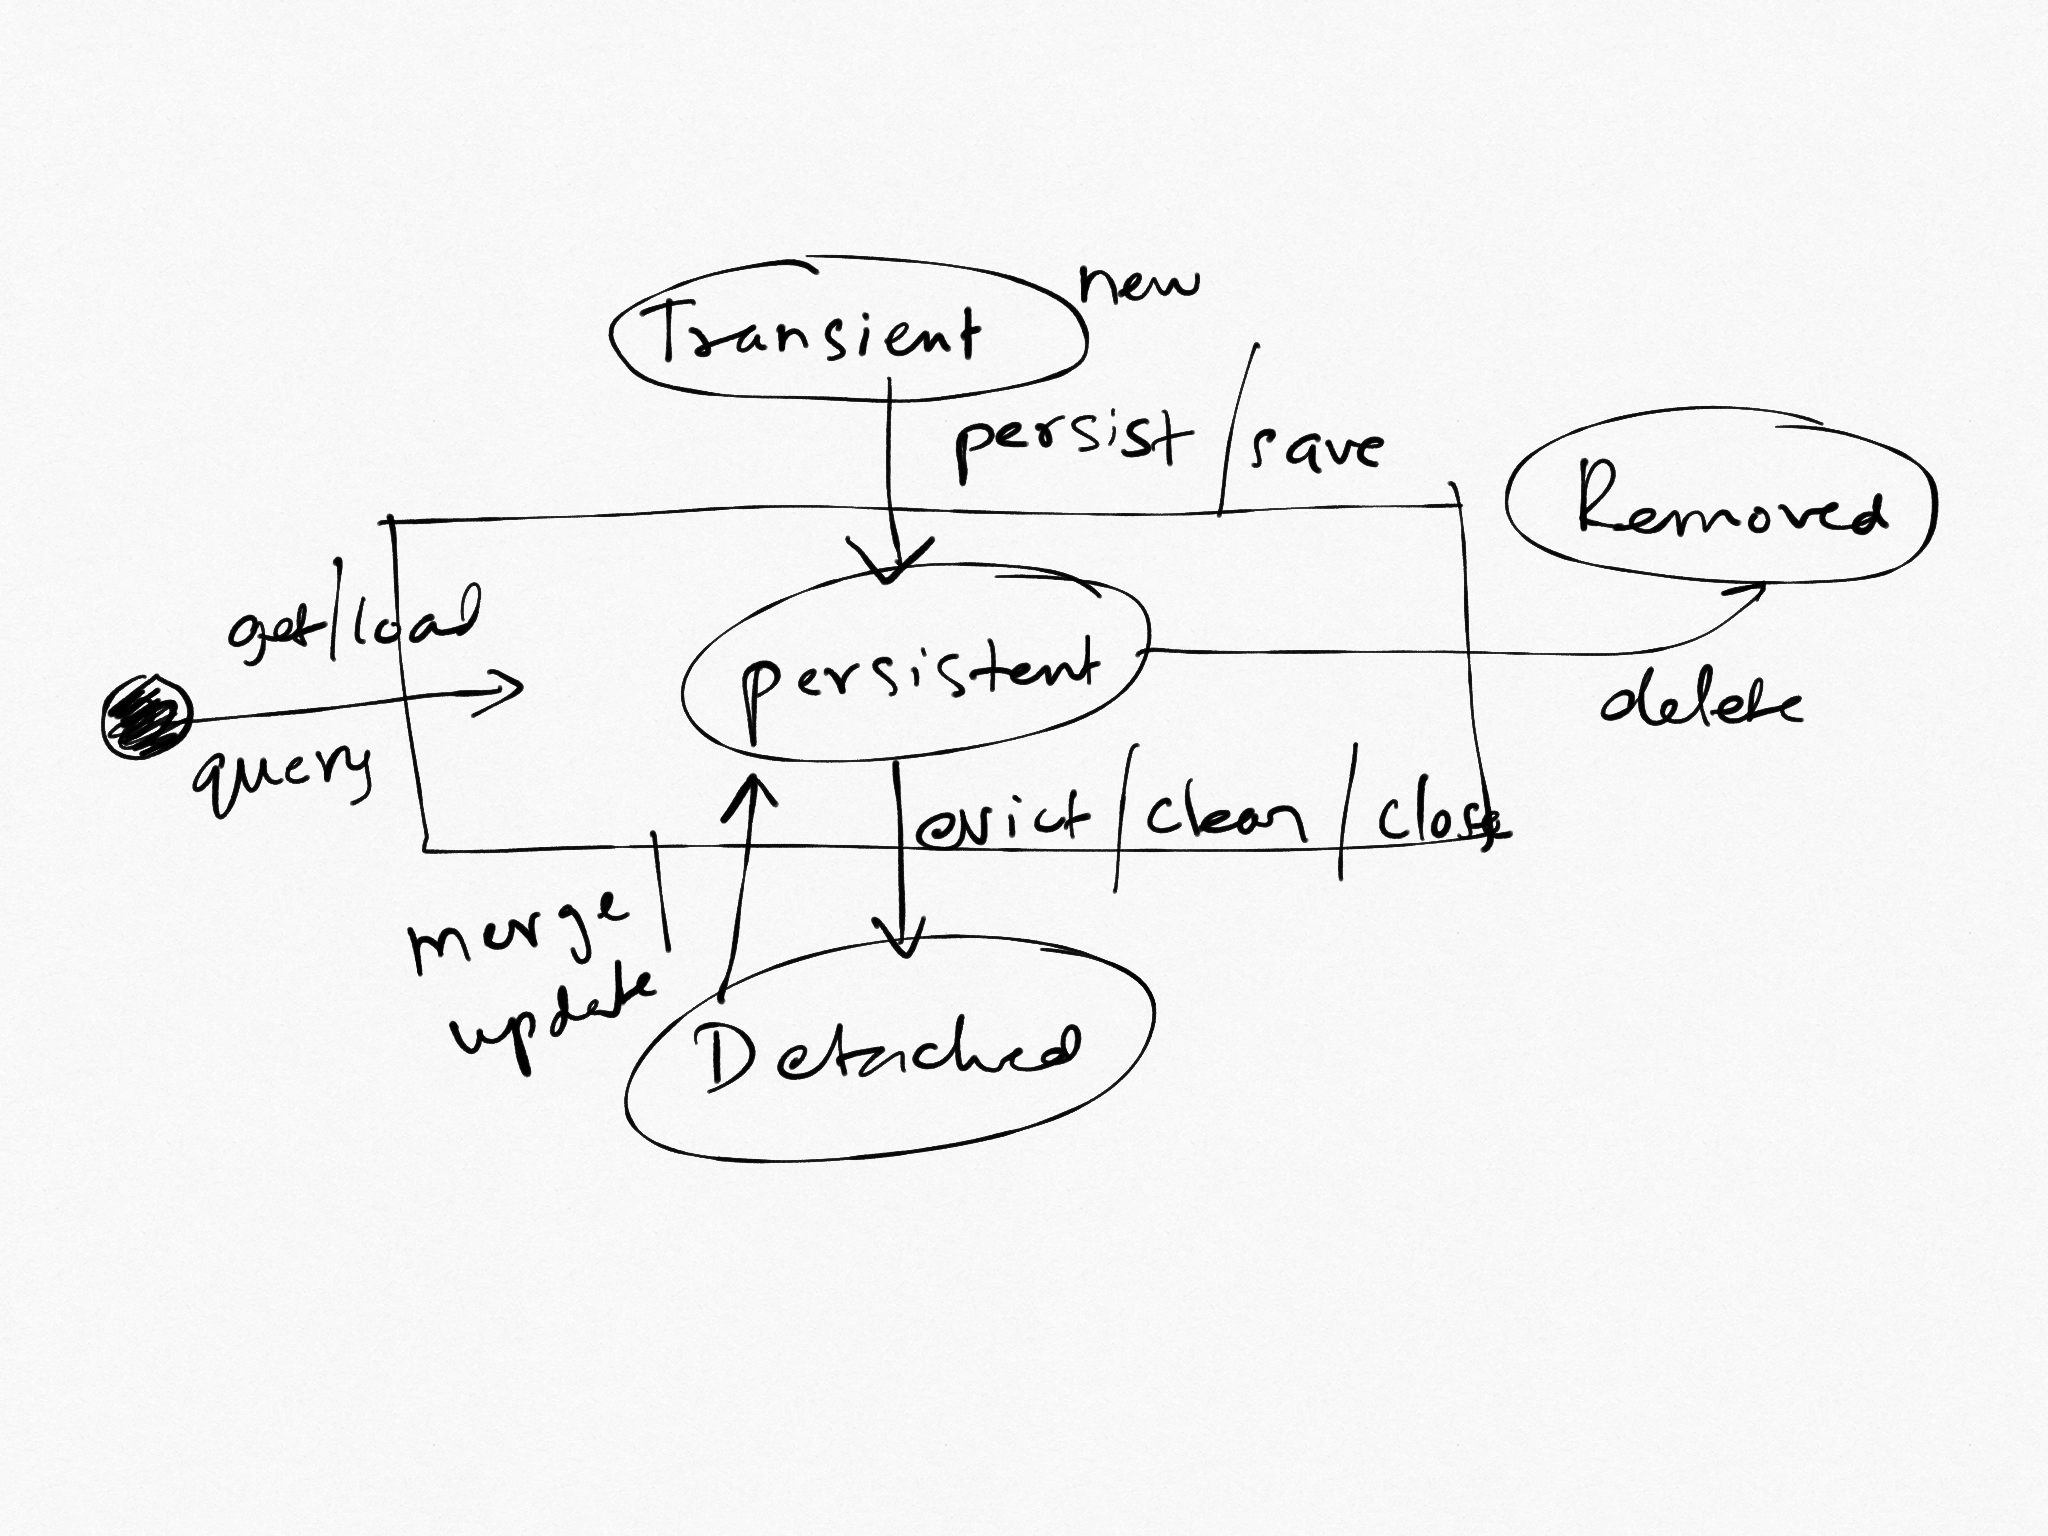 Transient
new
persist/save
Removed
get/load
persistent
delete
query
evict/clean/close
merge/
update
Detached